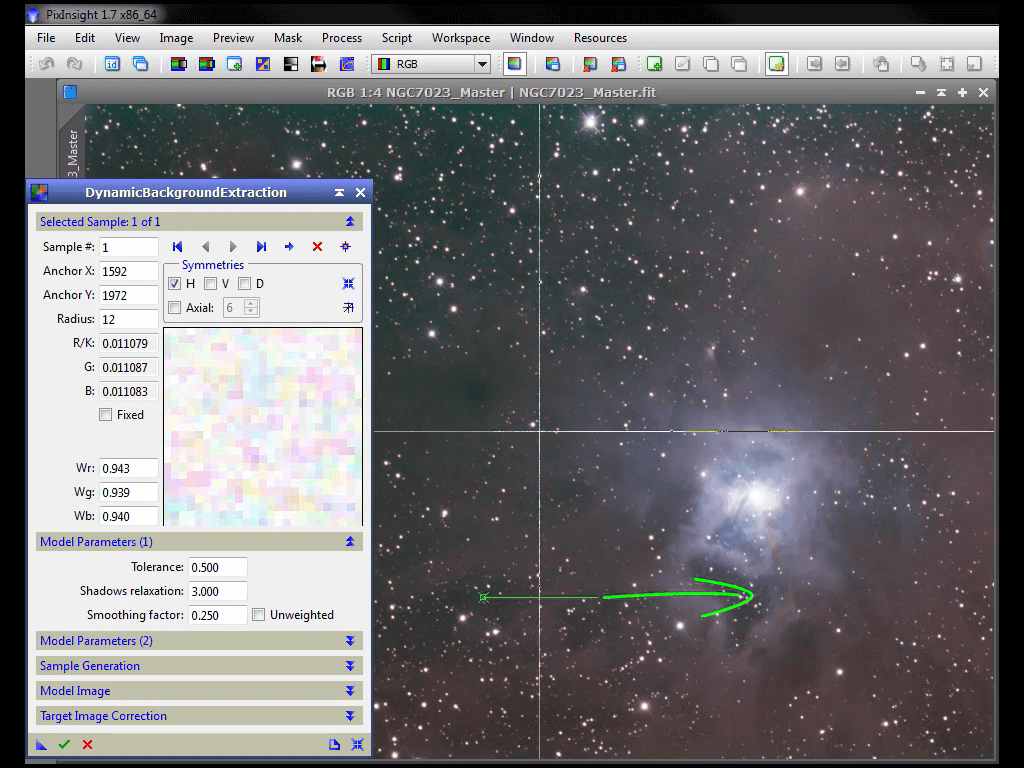 PixInsight 1.7 x86_64
File Edit View Image Preview Mask Process Script Workspace Window Resources
id RGB
RGB 1:4 NGC7023_Master | NGC7023_Master.fit
3_Master
DynamicBackgroundExtraction
Selected Sample: 1 of 1
Sample #: 1
Symmetries
Anchor X: 1592
H V D
Anchor Y: 1972
Axial: 6
Radius: 12
R/K: 0.011079
G: 0.011087
B: 0.011083
Fixed
Wr: 0.943
Wg: 0.939
Wb: 0.940
Model Parameters (1)
Tolerance: 0.500
Shadows relaxation: 3.000
Smoothing factor: 0.250 Unweighted
Model Parameters (2)
Sample Generation
Model Image
Target Image Correction